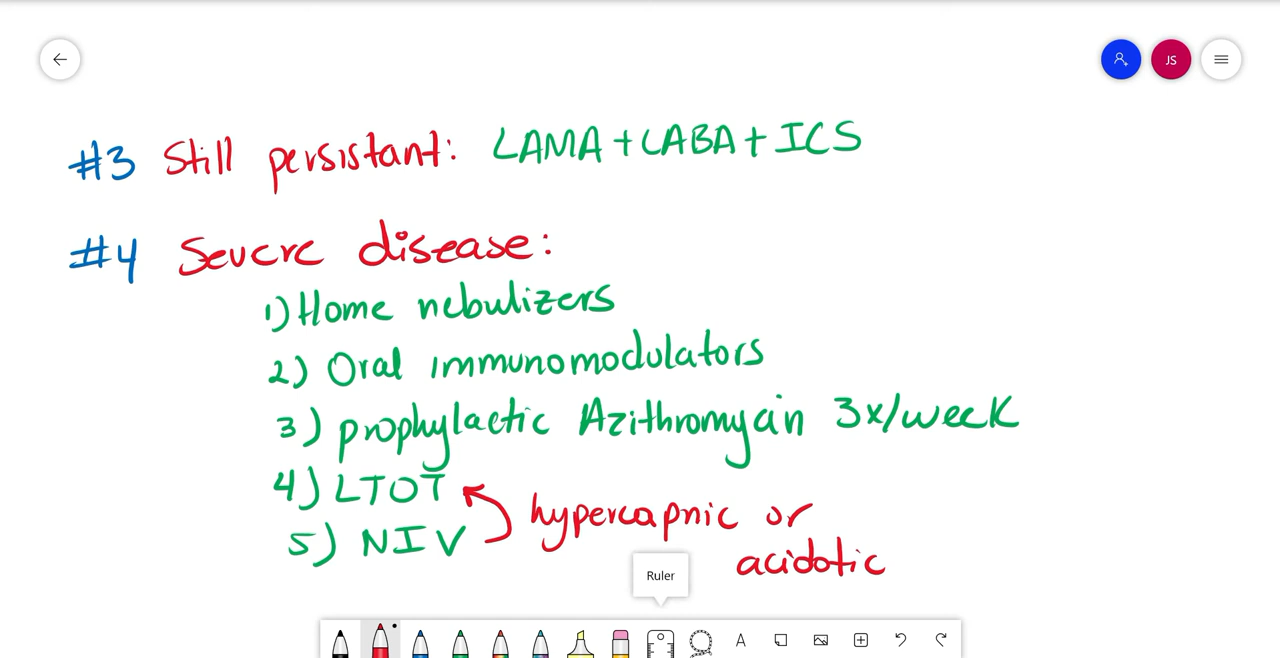 JS
#3 Still persistant: LAMA + LABA + ICS
#4 Severe disease:
1) Home nebulizers
2) Oral immunomodulators
3) prophylactic Azithromycin 3x/week
4) LTOT
hypercapnic or
5) NIV
acidotic
Ruler
A